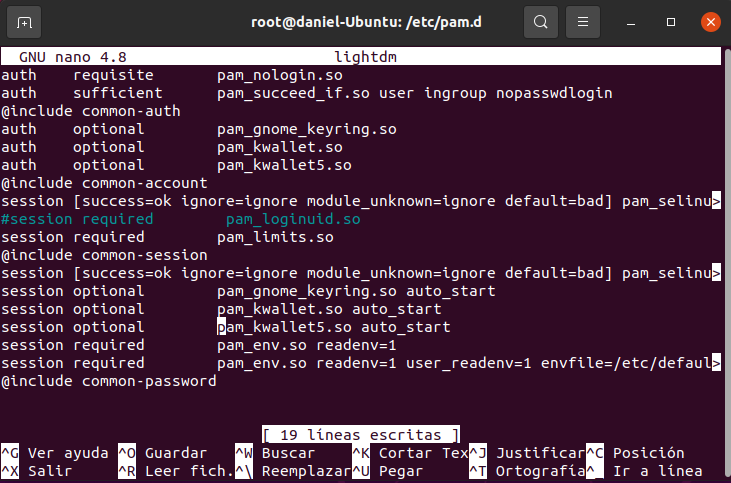 root@daniel-Ubuntu: /etc/pam.d
GNU nano 4.8 lightdm
auth requisite pam_nologin.so
auth sufficient pam_succeed_if.so user ingroup nopasswdlogin
@include common-auth
auth optional pam_gnome_keyring.so
auth optional pam_kwallet.so
auth optional pam_kwallet5.so
@include common-account
session [success=ok ignore=ignore module_unknown=ignore default=bad] pam_selinu>
#session required pam_loginuid.so
session required pam_limits.so
@include common-session
session [success=ok ignore=ignore module_unknown=ignore default=bad] pam_selinu>
session optional pam_gnome_keyring.so auto_start
session optional pam_kwallet.so auto_start
session optional pam_kwallet5.so auto_start
session required pam_env.so readenv=1
session required pam_env.so readenv=1 user_readenv=1 envfile=/etc/defaul>
@include common-password
[ 19 líneas escritas ]
^G Ver ayuda ^O Guardar ^W Buscar ^K Cortar Tex ^J Justificar ^C Posición
^X Salir ^R Leer fich. ^\ Reemplazar ^U Pegar ^T Ortografía ^_ Ir a línea